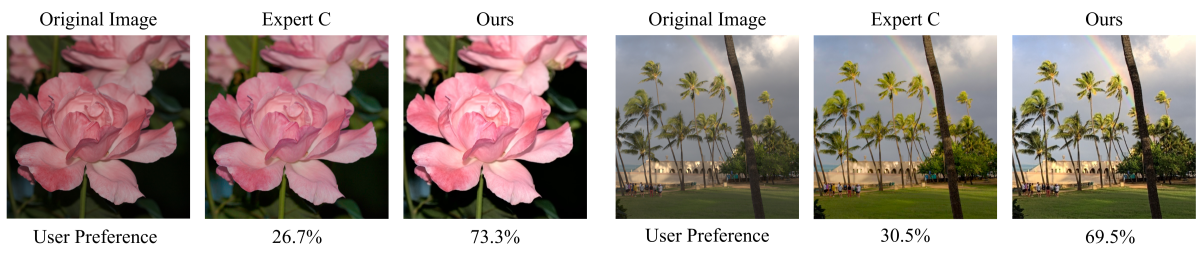 Original Image Expert C Ours Original Image Expert C Ours
User Preference 26.7% 73.3% User Preference 30.5% 69.5%